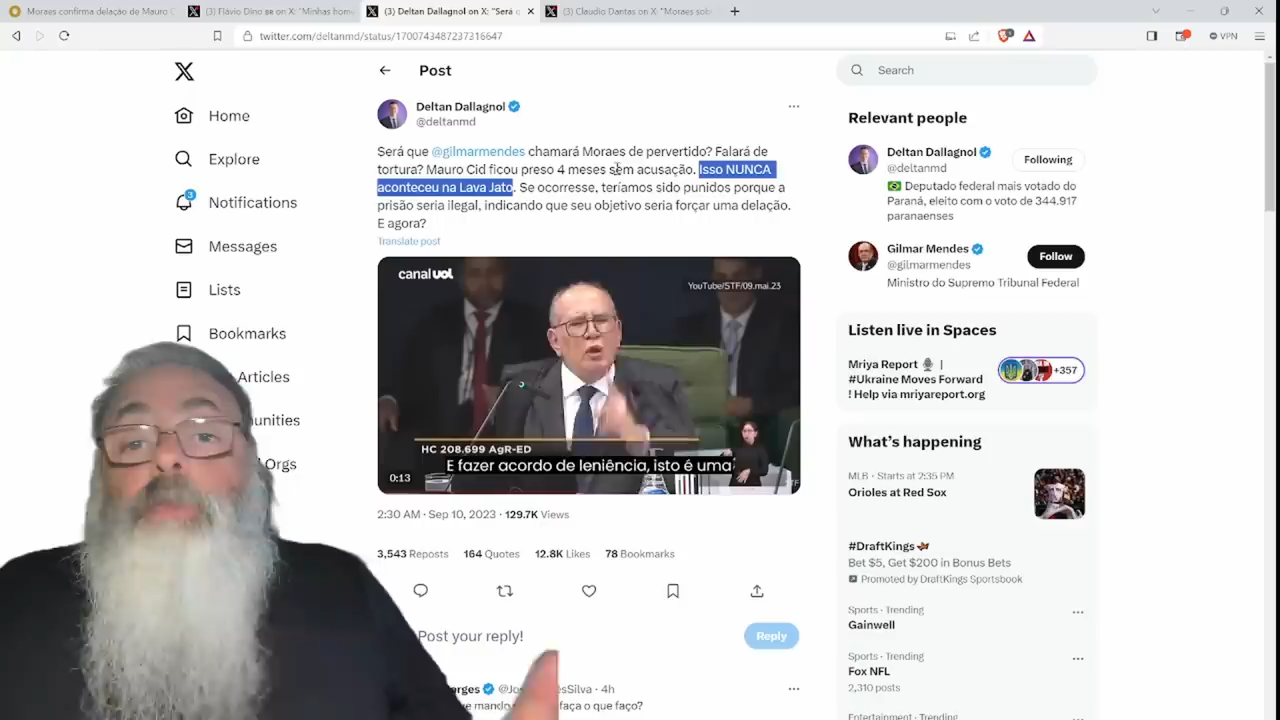 Moraes confirma delação de Mauro C
(3) Flávio Dino 🇧🇷 on X: "Minhas home
(3) Deltan Dallagnol on X: "Será q
(3) Claudio Dantas on X: "Moraes sob
twitter.com/deltanmd/status/1700743487237316647
VPN
Home
Explore
3
Notifications
Messages
Lists
Bookmarks
Articles
Orgs
Post
Deltan Dallagnol
@deltanmd
Será que @gilmarmendes chamará Moraes de pervertido? Falará de
tortura? Mauro Cid ficou preso 4 meses sem acusação. Isso NUNCA
aconteceu na Lava Jato. Se ocorresse, teríamos sido punidos porque a
prisão seria ilegal, indicando que seu objetivo seria forçar uma delação.
E agora?
Translate post
canaluol
YouTube/STF/09.mai.23
HC 208.699 AgR-ED
E fazer acordo de leniência, isto é uma
0:13
2:30 AM · Sep 10, 2023 · 129.7K Views
3,543 Reposts 164 Quotes 12.8K Likes 78 Bookmarks
Post your reply!
Reply
4h
mando
faça o que faço?
Search
Relevant people
Deltan Dallagnol
@deltanmd
Following
🇧🇷 Deputado federal mais votado do
Paraná, eleito com o voto de 344.917
paranaenses
Gilmar Mendes
@gilmarmendes
Follow
Ministro do Supremo Tribunal Federal
Listen live in Spaces
Mriya Report 🎙️ |
#Ukraine Moves Forward
! Help via mriyareport.org
+357
What's happening
MLB · Starts at 2:35 PM
Orioles at Red Sox
#DraftKings
Bet $5, Get $200 in Bonus Bets
Promoted by DraftKings Sportsbook
Sports · Trending
Gainwell
Sports · Trending
Fox NFL
2,310 posts
Entertainment · Trending